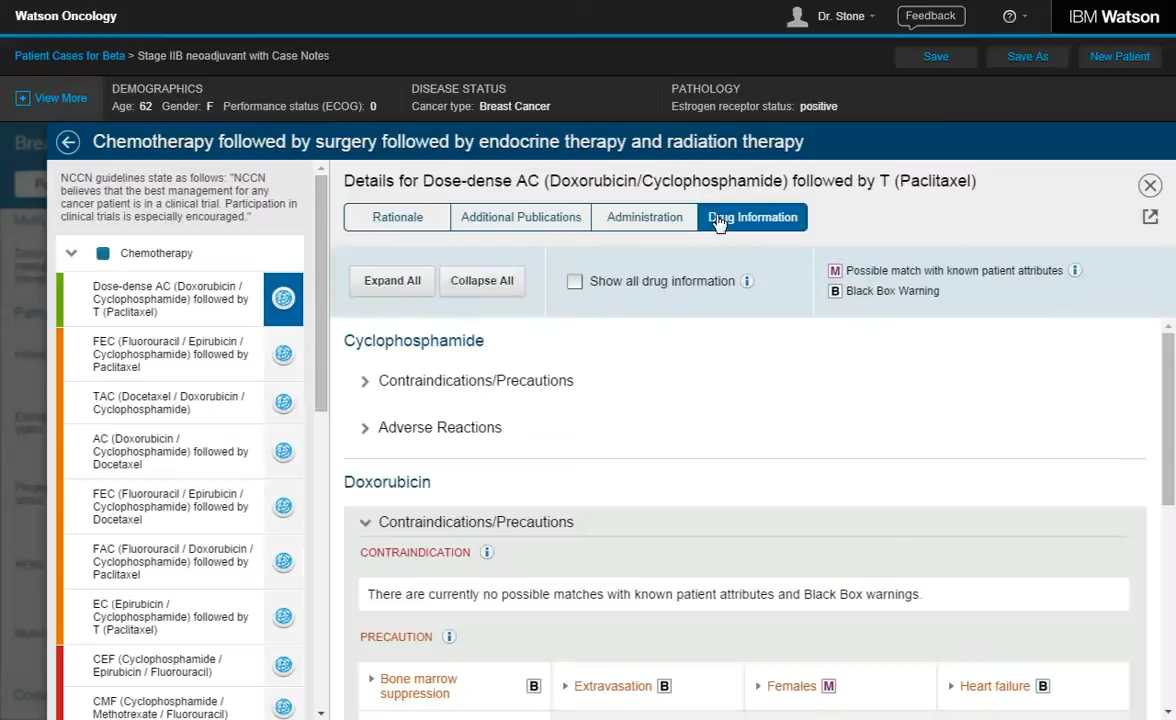 Watson Oncology
Dr. Stone
Feedback
IBM Watson
Patient Cases for Beta > Stage IIB neoadjuvant with Case Notes
Save
Save As
New Patient
View More
DEMOGRAPHICS
Age: 62 Gender: F Performance status (ECOG): 0
DISEASE STATUS
Cancer type: Breast Cancer
PATHOLOGY
Estrogen receptor status: positive
Chemotherapy followed by surgery followed by endocrine therapy and radiation therapy
NCCN guidelines state as follows: "NCCN
believes that the best management for any
cancer patient is in a clinical trial. Participation in
clinical trials is especially encouraged."
Chemotherapy
Dose-dense AC (Doxorubicin /
Cyclophosphamide) followed by
T (Paclitaxel)
FEC (Fluorouracil / Epirubicin /
Cyclophosphamide) followed by
Paclitaxel
TAC (Docetaxel / Doxorubicin /
Cyclophosphamide)
AC (Doxorubicin /
Cyclophosphamide) followed by
Docetaxel
FEC (Fluorouracil / Epirubicin /
Cyclophosphamide) followed by
Docetaxel
FAC (Fluorouracil / Doxorubicin /
Cyclophosphamide) followed by
Paclitaxel
EC (Epirubicin /
Cyclophosphamide) followed by
T (Paclitaxel)
CEF (Cyclophosphamide /
Epirubicin / Fluorouracil)
CMF (Cyclophosphamide /
Methotrexate / Fluorouracil)
Details for Dose-dense AC (Doxorubicin/Cyclophosphamide) followed by T (Paclitaxel)
Rationale
Additional Publications
Administration
Drug Information
Expand All
Collapse All
Show all drug information
M Possible match with known patient attributes
B Black Box Warning
Cyclophosphamide
Contraindications/Precautions
Adverse Reactions
Doxorubicin
Contraindications/Precautions
CONTRAINDICATION
There are currently no possible matches with known patient attributes and Black Box warnings.
PRECAUTION
Bone marrow
suppression B
Extravasation B
Females M
Heart failure B